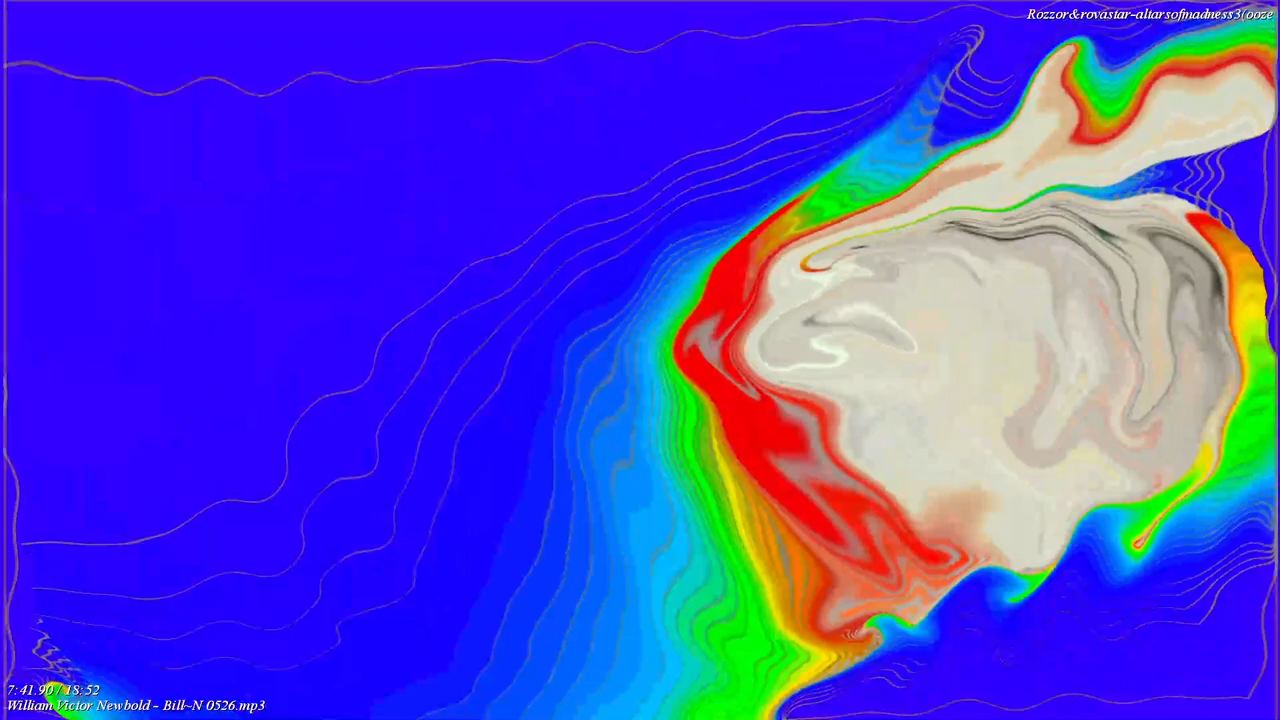 Rozzor&rovastar-altarsofmadness3(ooze
7:41.90 / 18:52
William Victor Newbold - Bill~N 0526.mp3